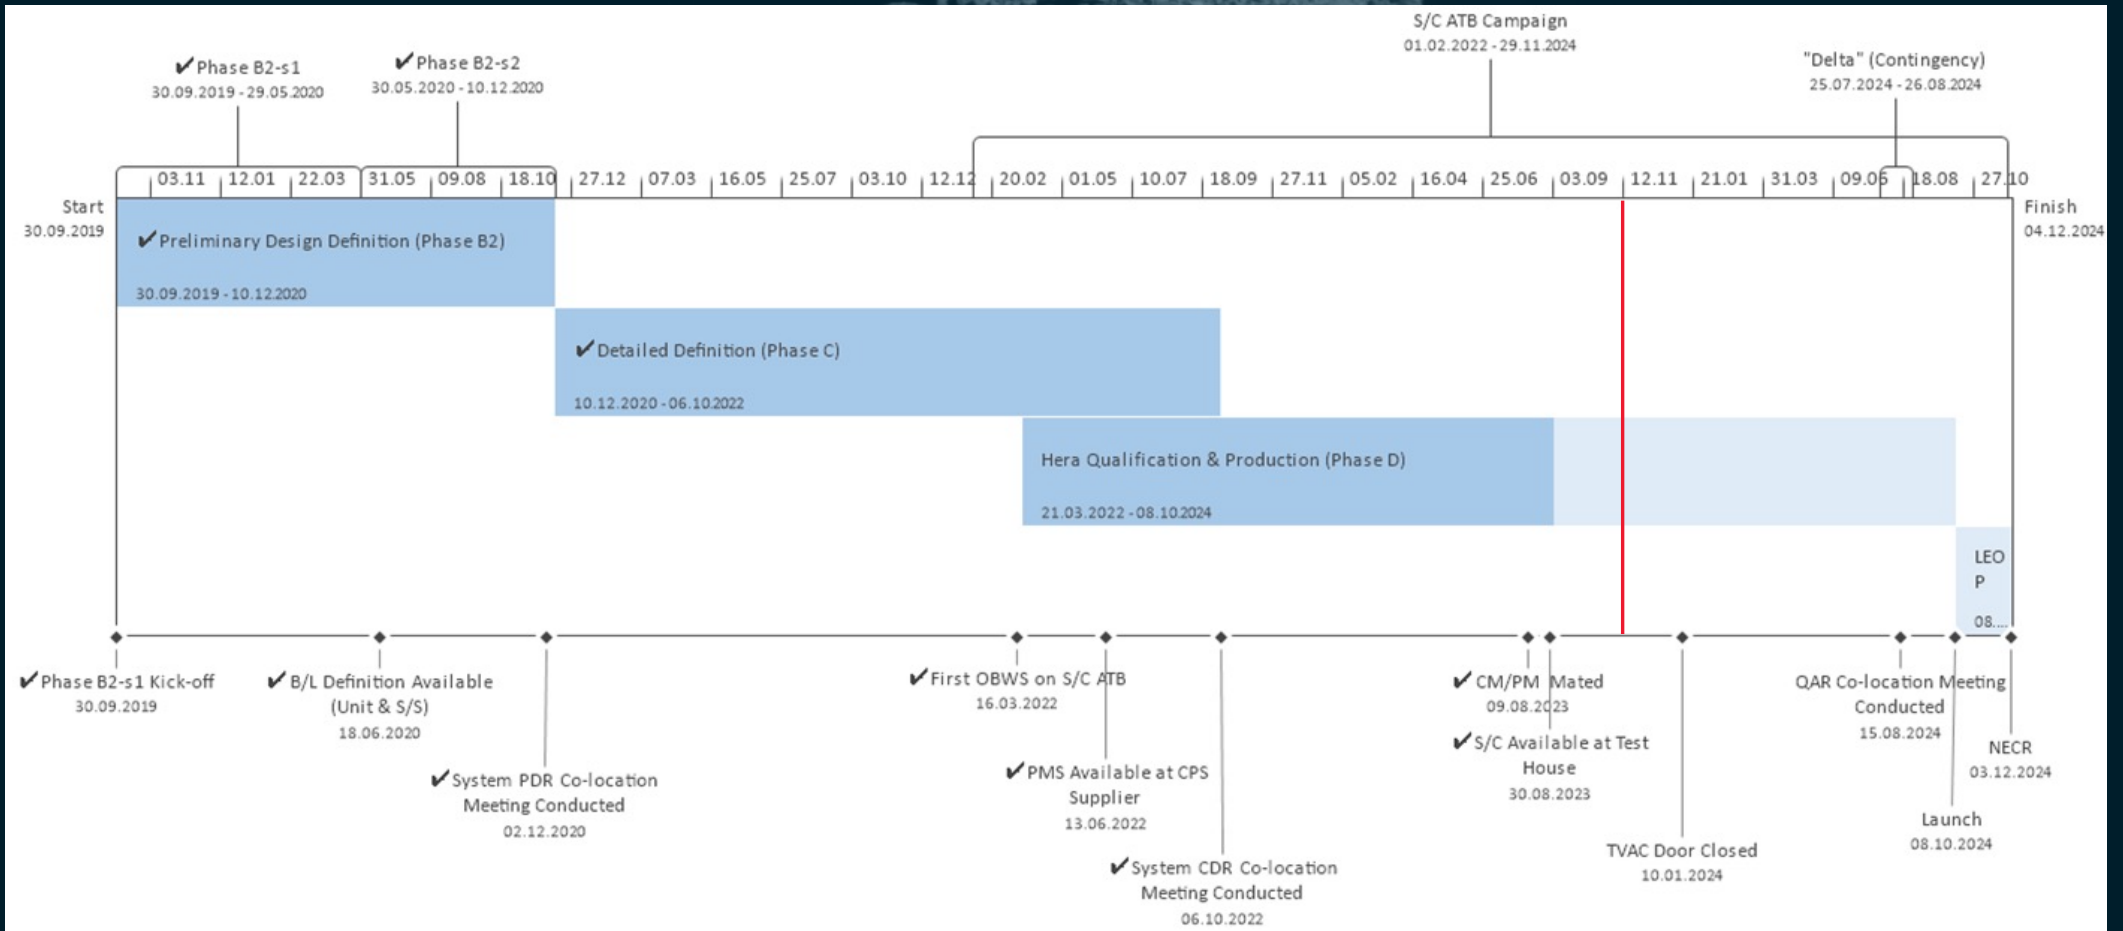 S/C ATB Campaign
01.02.2022 - 29.11.2024
✔Phase B2-s1
30.09.2019 - 29.05.2020
✔Phase B2-s2
30.05.2020 - 10.12.2020
"Delta" (Contingency)
25.07.2024 - 26.08.2024
03.11 12.01 22.03 31.05 09.08 18.10 27.12 07.03 16.05 25.07 03.10 12.12 20.02 01.05 10.07 18.09 27.11 05.02 16.04 25.06 03.09 12.11 21.01 31.03 09.06 18.08 27.10
Start
30.09.2019
Finish
04.12.2024
✔Preliminary Design Definition (Phase B2)
30.09.2019 - 10.12.2020
✔Detailed Definition (Phase C)
10.12.2020 - 06.10.2022
Hera Qualification & Production (Phase D)
21.03.2022 - 08.10.2024
LEO
P
08....
✔Phase B2-s1 Kick-off
30.09.2019
✔B/L Definition Available
(Unit & S/S)
18.06.2020
✔System PDR Co-location
Meeting Conducted
02.12.2020
✔First OBWS on S/C ATB
16.03.2022
✔PMS Available at CPS
Supplier
13.06.2022
✔System CDR Co-location
Meeting Conducted
06.10.2022
✔CM/PM Mated
09.08.2023
✔S/C Available at Test
House
30.08.2023
TVAC Door Closed
10.01.2024
QAR Co-location Meeting
Conducted
15.08.2024
Launch
08.10.2024
NECR
03.12.2024